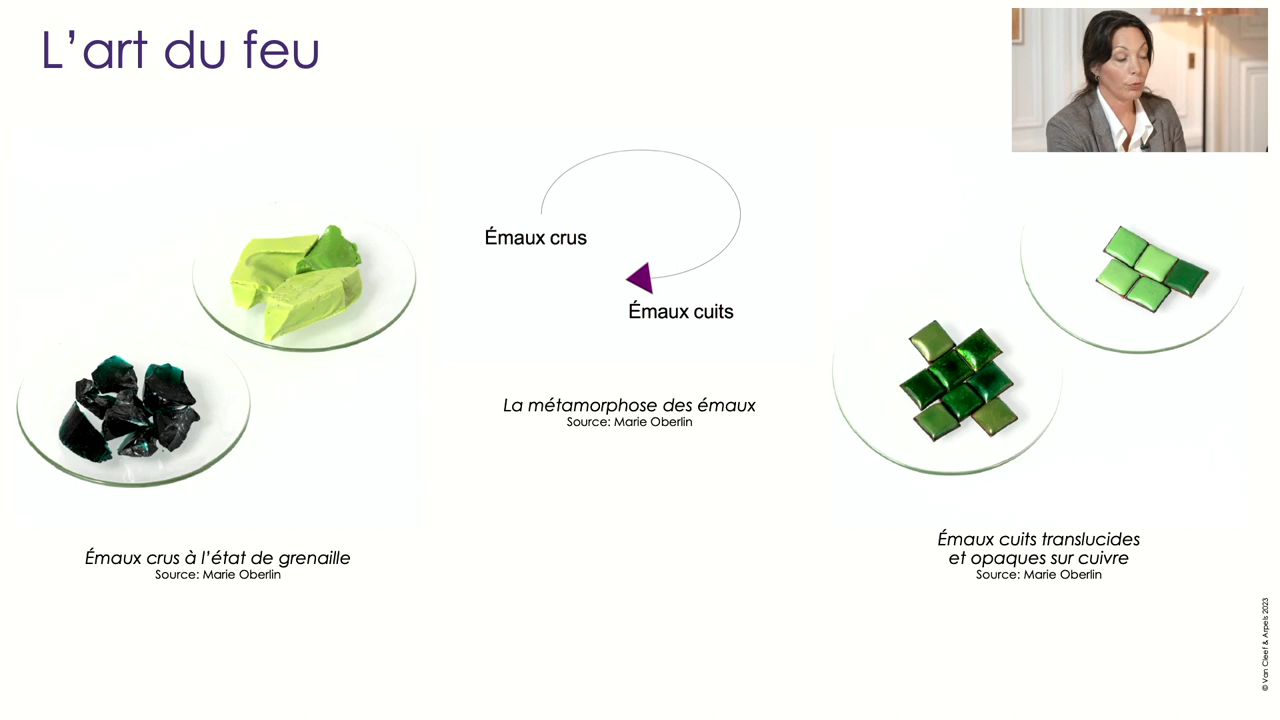 L’art du feu
Émaux crus
Émaux cuits
La métamorphose des émaux
Source: Marie Oberlin
Émaux crus à l’état de grenaille
Source: Marie Oberlin
Émaux cuits translucides
et opaques sur cuivre
Source: Marie Oberlin
© Van Cleef & Arpels 2023